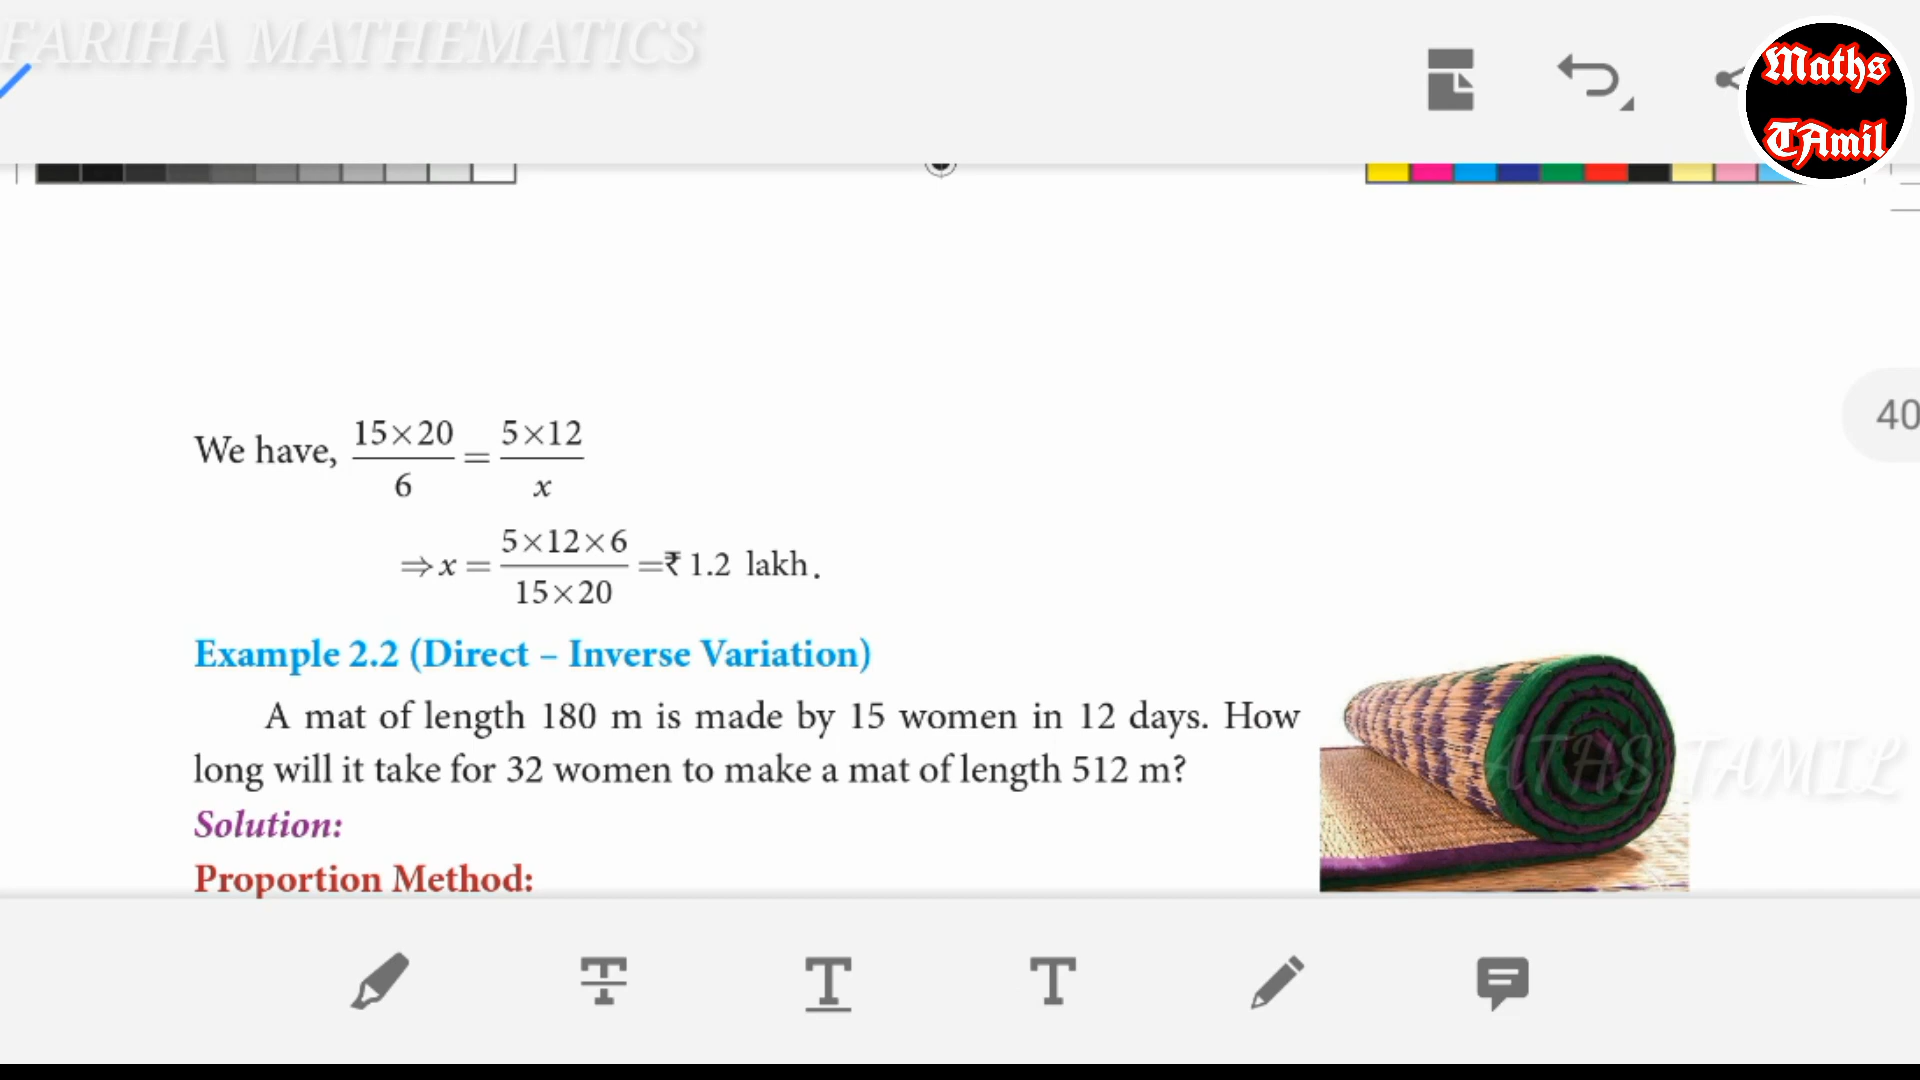 FARIHA MATHEMATICS
Maths
TAmil
40
We have, 15×20/6 = 5×12/x
⇒ x = 5×12×6/15×20 =₹ 1.2 lakh.
Example 2.2 (Direct – Inverse Variation)
A mat of length 180 m is made by 15 women in 12 days. How
long will it take for 32 women to make a mat of length 512 m?
ATHS TAMIL
Solution:
Proportion Method: